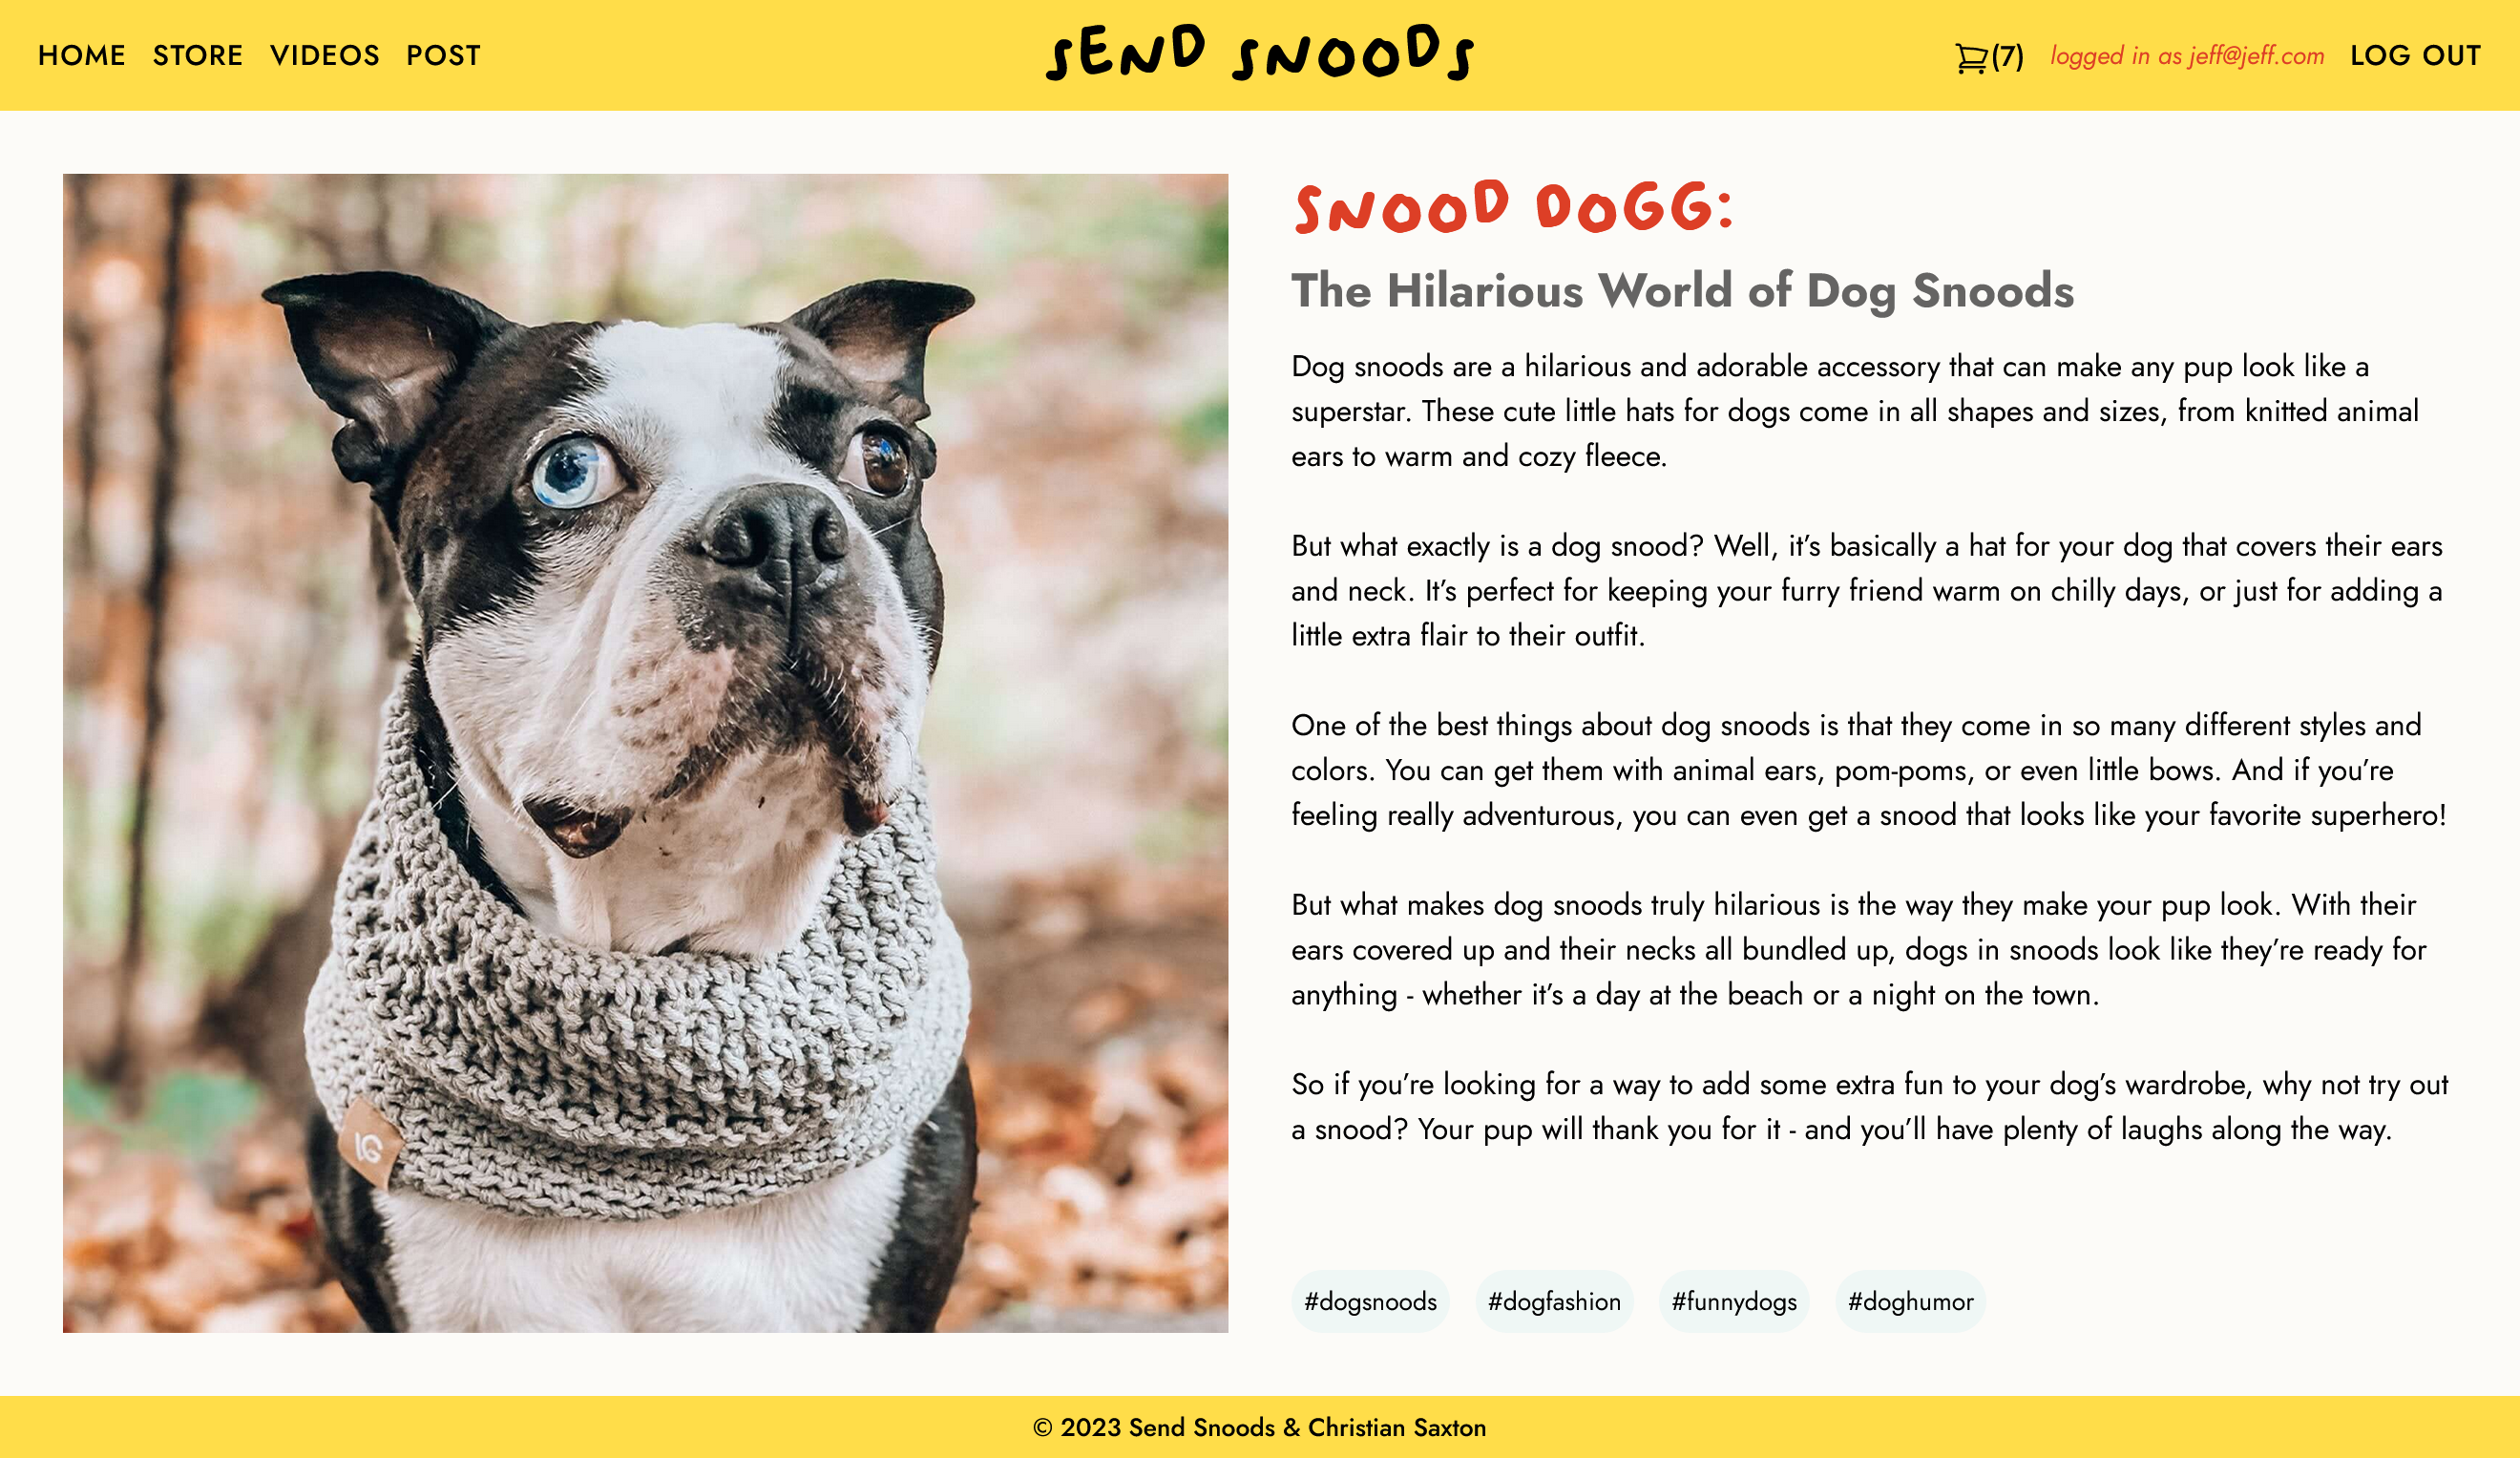 HOME STORE VIDEOS POST
SEND SNOODS
(7) logged in as jeff@jeff.com LOG OUT
SNOOD DOGG:
The Hilarious World of Dog Snoods
Dog snoods are a hilarious and adorable accessory that can make any pup look like a
superstar. These cute little hats for dogs come in all shapes and sizes, from knitted animal
ears to warm and cozy fleece.
But what exactly is a dog snood? Well, it’s basically a hat for your dog that covers their ears
and neck. It’s perfect for keeping your furry friend warm on chilly days, or just for adding a
little extra flair to their outfit.
One of the best things about dog snoods is that they come in so many different styles and
colors. You can get them with animal ears, pom-poms, or even little bows. And if you’re
feeling really adventurous, you can even get a snood that looks like your favorite superhero!
But what makes dog snoods truly hilarious is the way they make your pup look. With their
ears covered up and their necks all bundled up, dogs in snoods look like they’re ready for
anything - whether it’s a day at the beach or a night on the town.
So if you’re looking for a way to add some extra fun to your dog’s wardrobe, why not try out
a snood? Your pup will thank you for it - and you’ll have plenty of laughs along the way.
#dogsnoods #dogfashion #funnydogs #doghumor
© 2023 Send Snoods & Christian Saxton